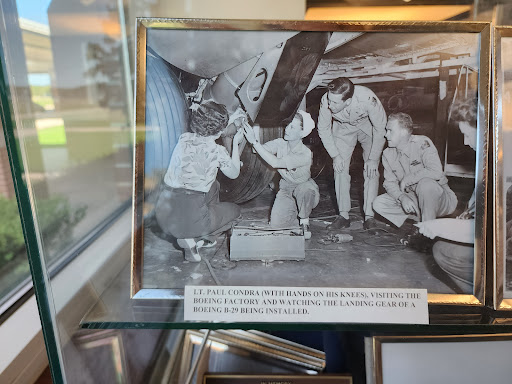 LT. PAUL CONDRA (WITH HANDS ON HIS KNEES), VISITING THE
BOEING FACTORY AND WATCHING THE LANDING GEAR OF A
BOEING B-29 BEING INSTALLED.